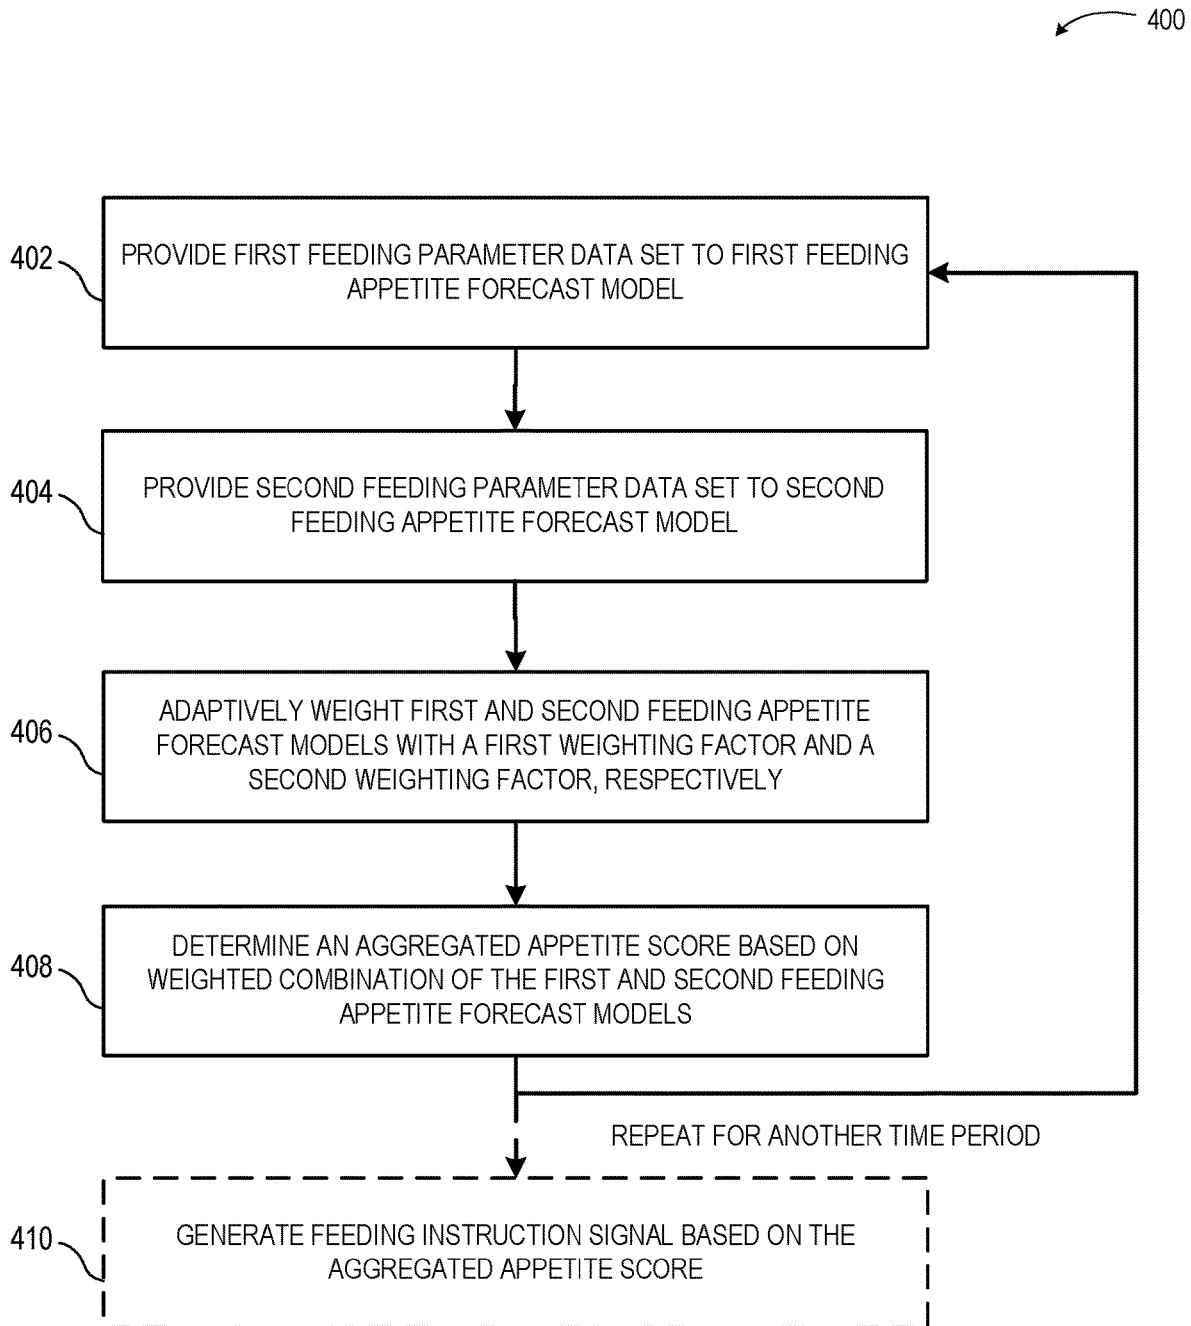 400
402
PROVIDE FIRST FEEDING PARAMETER DATA SET TO FIRST FEEDING
APPETITE FORECAST MODEL
404
PROVIDE SECOND FEEDING PARAMETER DATA SET TO SECOND
FEEDING APPETITE FORECAST MODEL
406
ADAPTIVELY WEIGHT FIRST AND SECOND FEEDING APPETITE
FORECAST MODELS WITH A FIRST WEIGHTING FACTOR AND A
SECOND WEIGHTING FACTOR, RESPECTIVELY
408
DETERMINE AN AGGREGATED APPETITE SCORE BASED ON
WEIGHTED COMBINATION OF THE FIRST AND SECOND FEEDING
APPETITE FORECAST MODELS
REPEAT FOR ANOTHER TIME PERIOD
410
GENERATE FEEDING INSTRUCTION SIGNAL BASED ON THE
AGGREGATED APPETITE SCORE